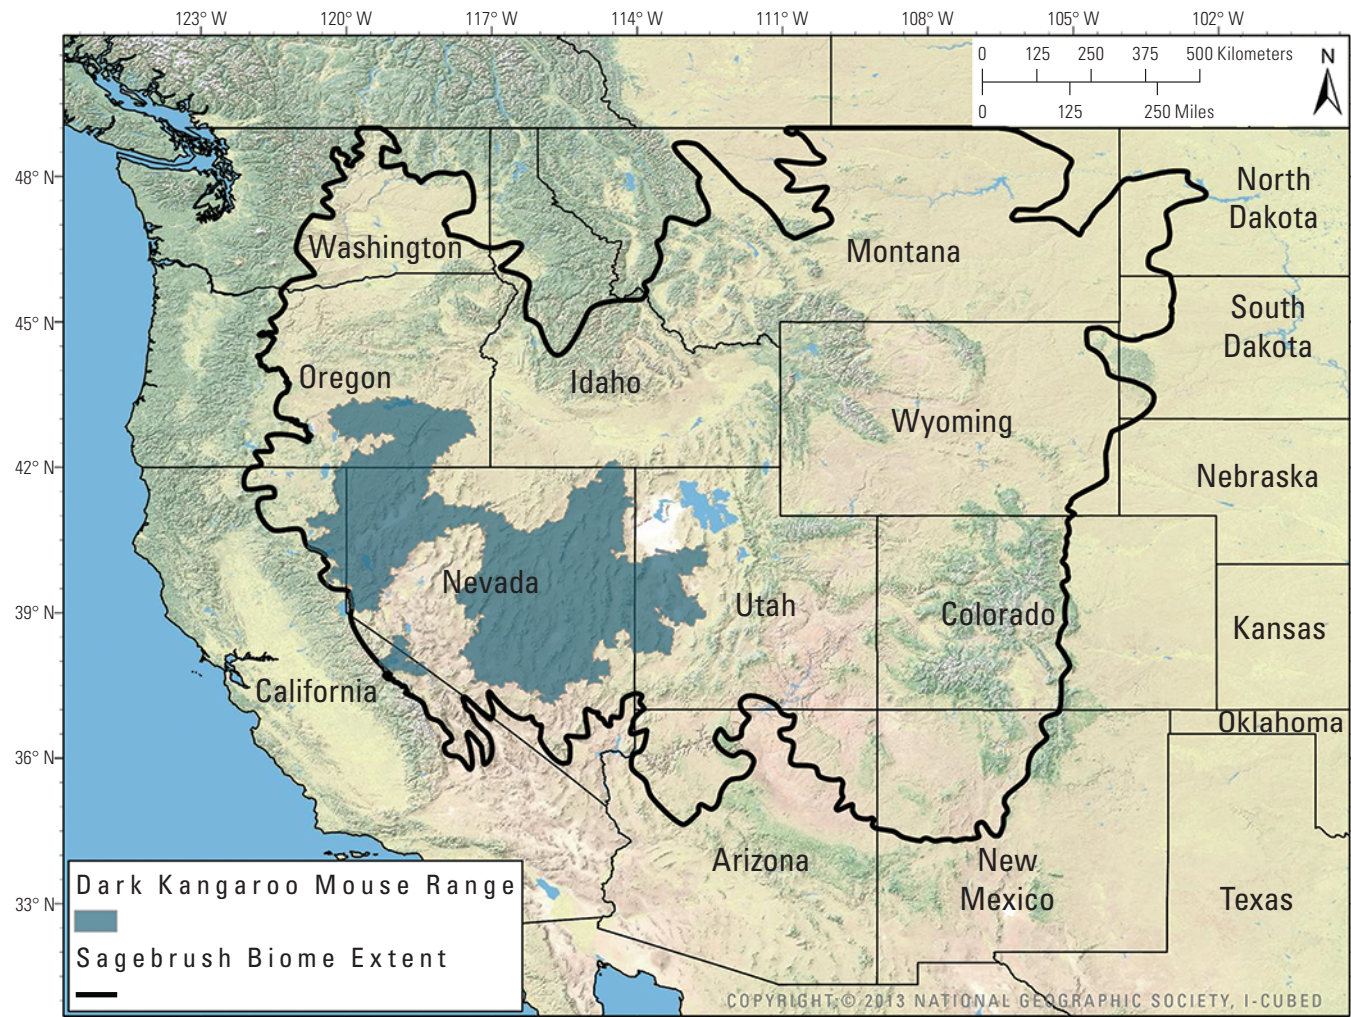 123° W 120° W 117° W 114° W 111° W 108° W 105° W 102° W
0 125 250 375 500 Kilometers
N
0 125 250 Miles
48° N
45° N
42° N
39° N
36° N
33° N
North
Dakota
Washington
Montana
South
Dakota
Oregon
Idaho
Wyoming
Nebraska
Nevada
Utah
Colorado
Kansas
California
Oklahoma
Arizona
New
Mexico
Texas
Dark Kangaroo Mouse Range
Sagebrush Biome Extent
COPYRIGHT:© 2013 NATIONAL GEOGRAPHIC SOCIETY, I-CUBED